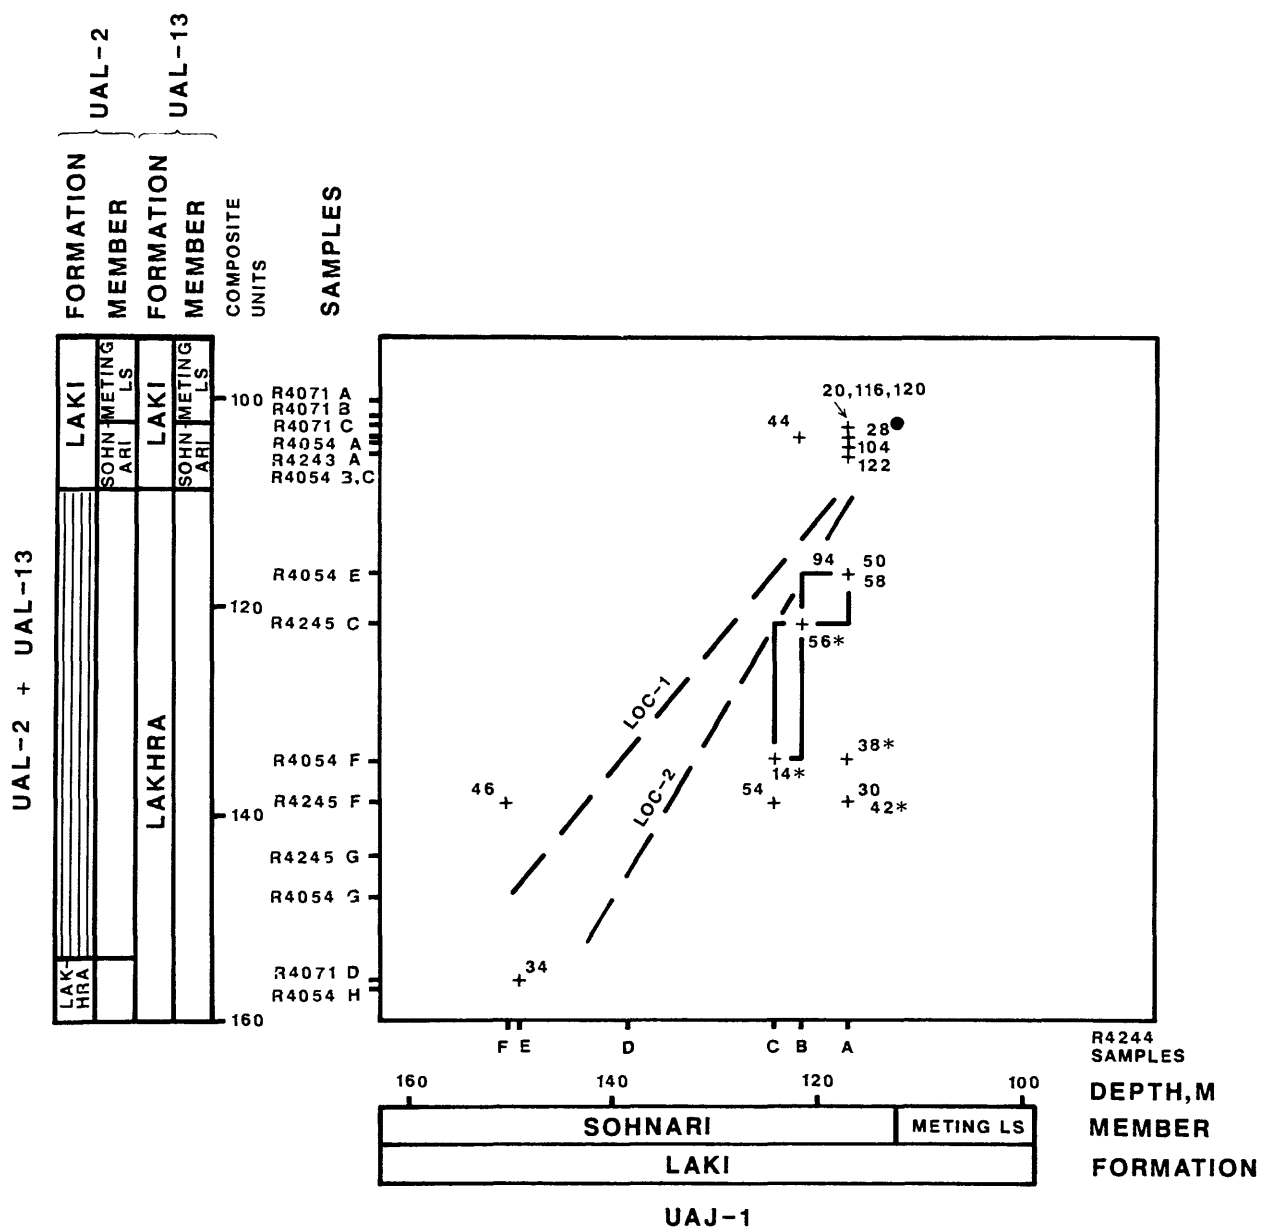 UAL-2
UAL-13
FORMATION
MEMBER
FORMATION
MEMBER
COMPOSITE
UNITS
SAMPLES
LAKI
METING
LS
SOHN-
ARI
LAKI
METING
LS
SOHN-
ARI
LAKHRA
LAK-
HRA
UAL-2 + UAL-13
100
120
140
160
R4071 A
R4071 B
R4071 C
R4054 A
R4243 A
R4054 B,C
R4054 E
R4245 C
R4054 F
R4245 F
R4245 G
R4054 G
R4071 D
R4054 H
20,116,120
44
28
104
122
94
50
58
56*
LOC-1
LOC-2
38*
14*
46
54
30
42*
34
F E D C B A
R4244
SAMPLES
160 140 120 100
DEPTH,M
SOHNARI
METING LS
MEMBER
LAKI
FORMATION
UAJ-1